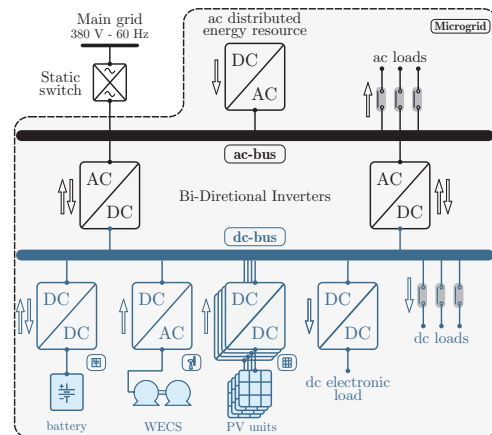 Main grid
380 V - 60 Hz
Static
switch
ac distributed
energy resource
Microgrid
DC
AC
ac loads
ac-bus
AC
DC
Bi-Diretional Inverters
AC
DC
dc-bus
DC
DC
DC
AC
DC
DC
DC
DC
dc loads
dc electronic
load
battery
WECS
PV units